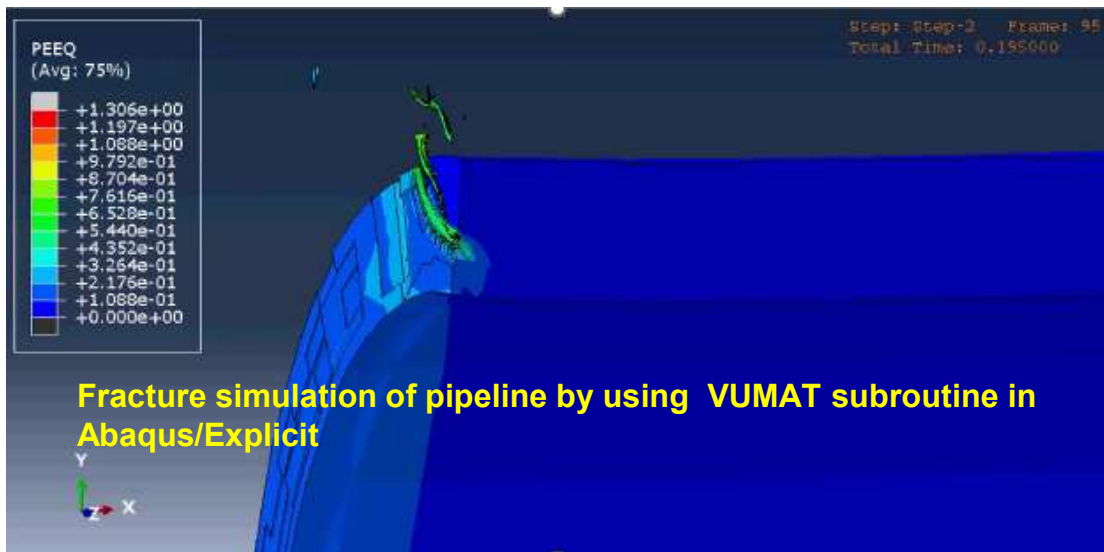 Step: Step-2 Frame: 95
Total Time: 0.195000
PEEQ
(Avg: 75%)
+1.306e+00
+1.197e+00
+1.088e+00
+9.792e-01
+8.704e-01
+7.616e-01
+6.528e-01
+5.440e-01
+4.352e-01
+3.264e-01
+2.176e-01
+1.088e-01
+0.000e+00
Fracture simulation of pipeline by using VUMAT subroutine in
Abaqus/Explicit
Y
Z X